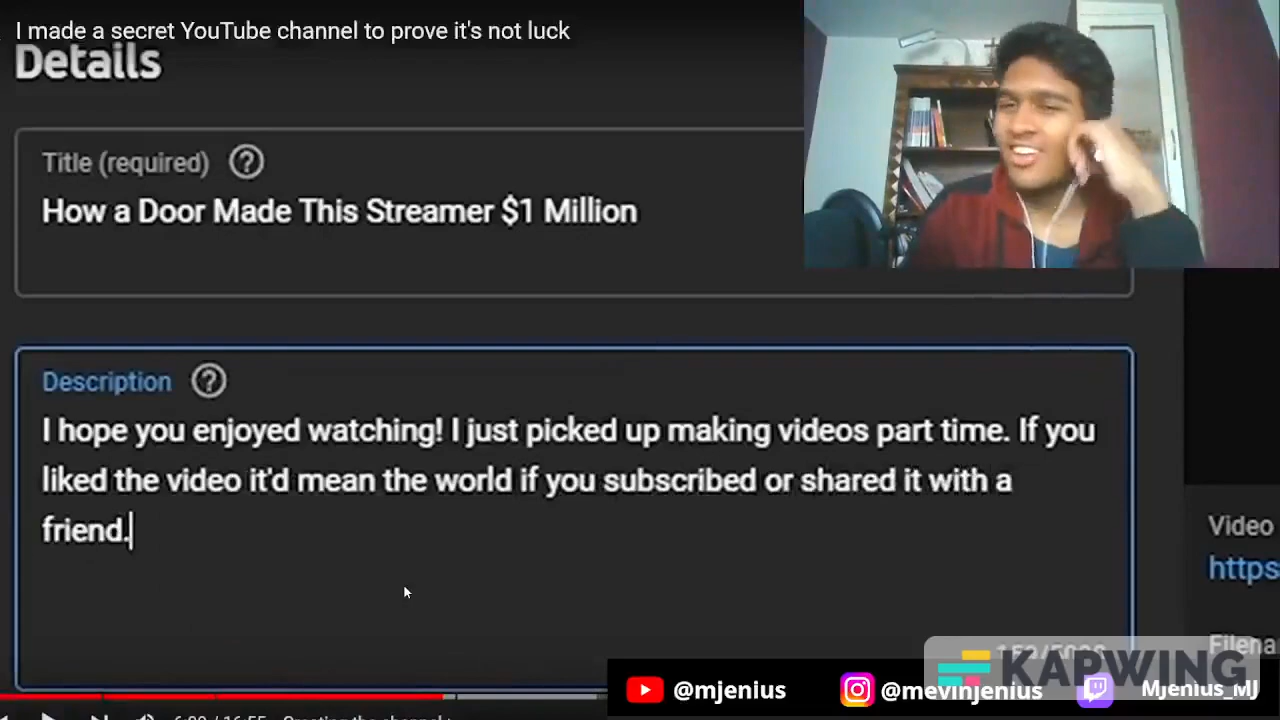 I made a secret YouTube channel to prove it's not luck
Details
Title (required)
How a Door Made This Streamer $1 Million
Description
I hope you enjoyed watching! I just picked up making videos part time. If you
liked the video it'd mean the world if you subscribed or shared it with a
friend.
Video
https
Filena
KAPWING
@mjenius
@mevinjenius
Mjenius_MJ